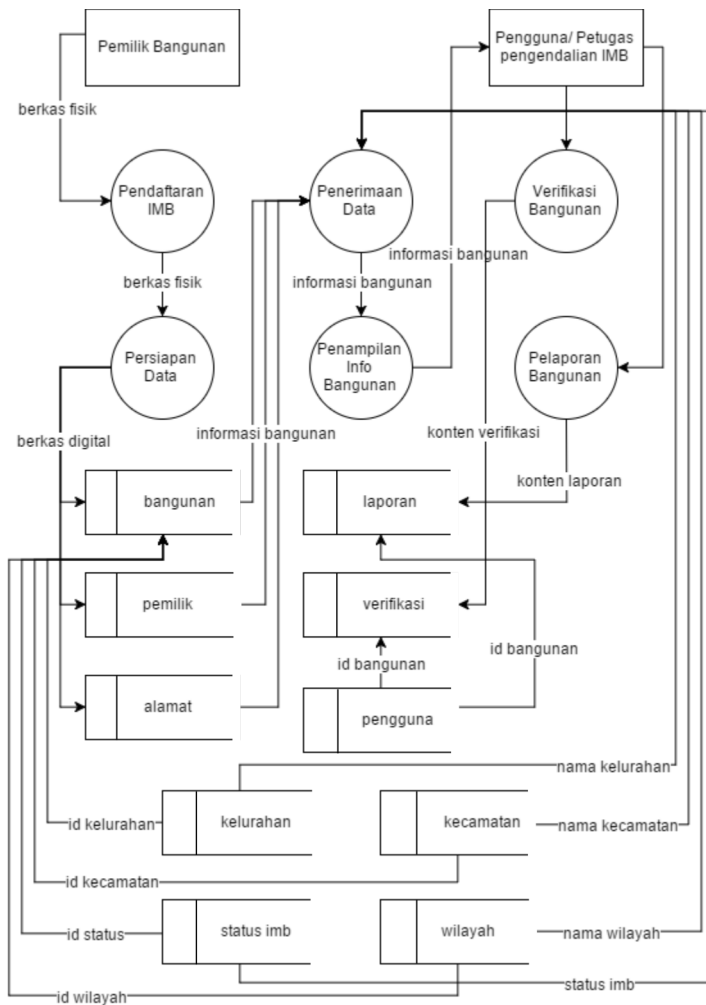 Pemilik Bangunan
Pengguna/ Petugas
pengendalian IMB
berkas fisik
Pendaftaran
IMB
Penerimaan
Data
Verifikasi
Bangunan
informasi bangunan
berkas fisik
informasi bangunan
Persiapan
Data
Penampilan
Info
Bangunan
Pelaporan
Bangunan
berkas digital
informasi bangunan
konten verifikasi
konten laporan
bangunan
laporan
pemilik
verifikasi
id bangunan
id bangunan
alamat
pengguna
nama kelurahan
id kelurahan
kelurahan
kecamatan
nama kecamatan
id kecamatan
id status
status imb
wilayah
nama wilayah
status imb
id wilayah